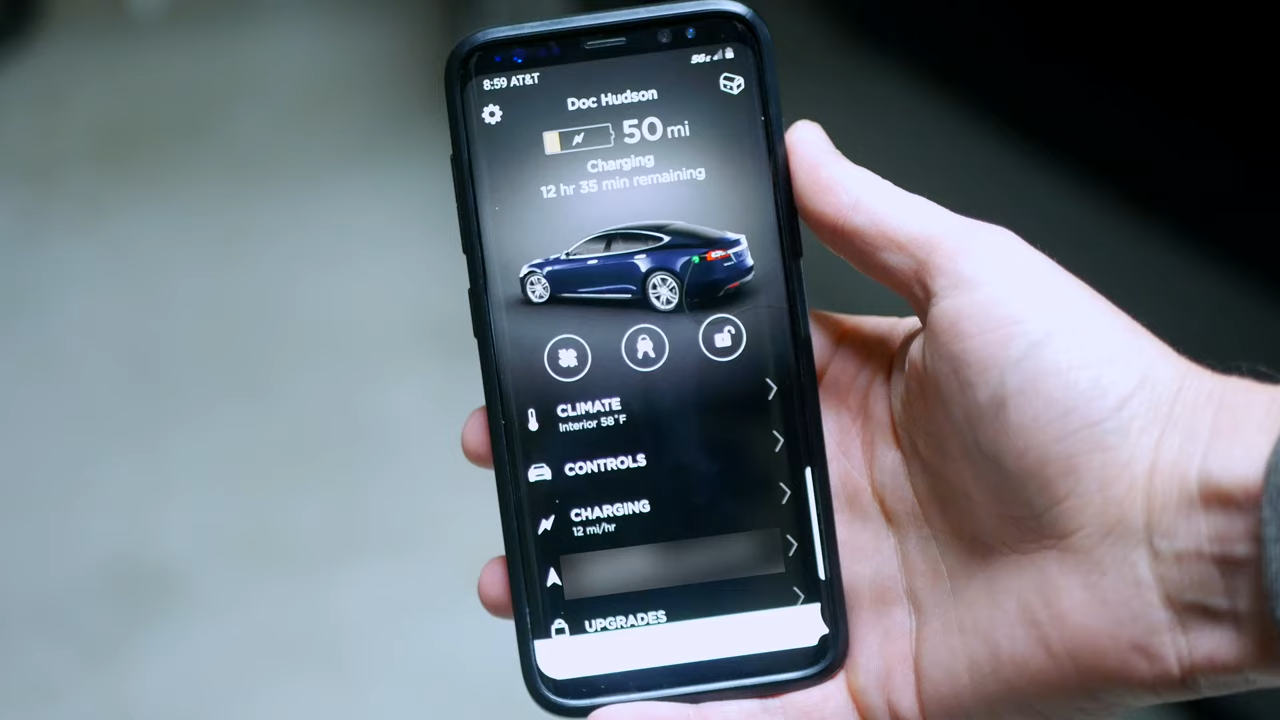 8:59 AT&T
5GE
Doc Hudson
50 mi
Charging
12 hr 35 min remaining
CLIMATE
Interior 58°F
CONTROLS
CHARGING
12 mi/hr
UPGRADES